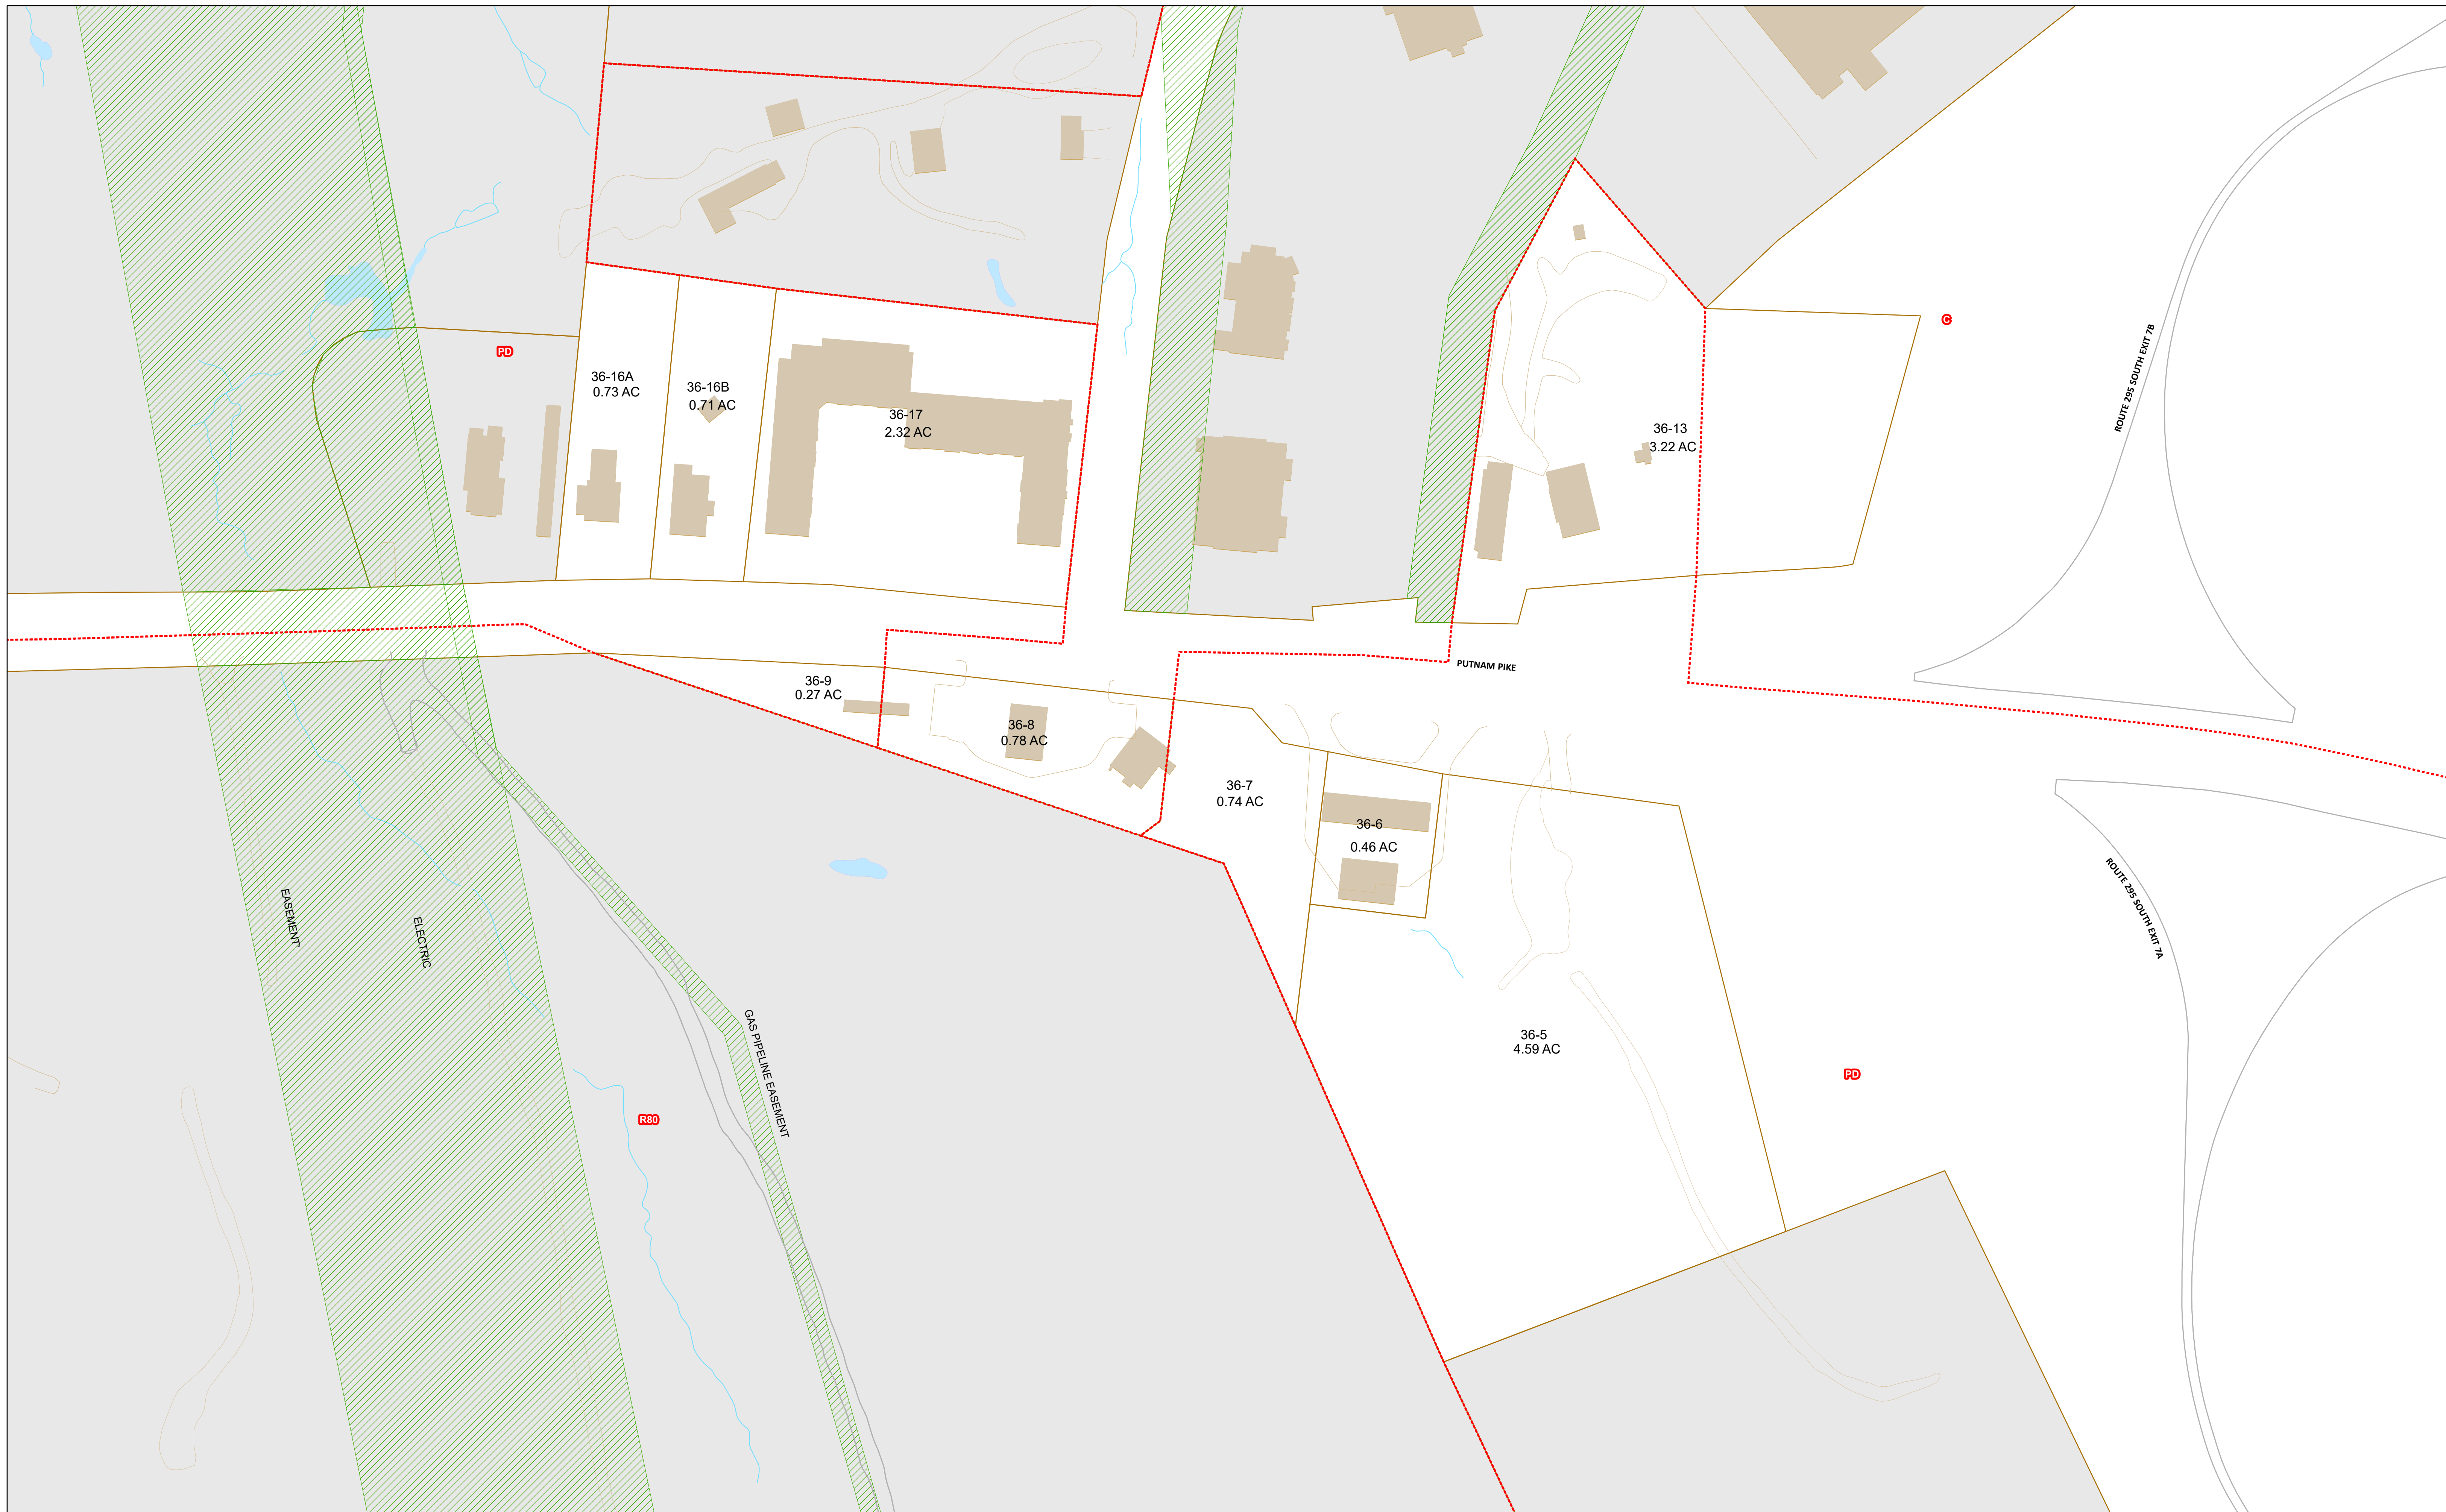 C
ROUTE 295 SOUTH EXIT 7B
PD
36-16A
0.73 AC
36-16B
0.71 AC
36-17
2.32 AC
36-13
3.22 AC
PUTNAM PIKE
36-9
0.27 AC
36-8
0.78 AC
36-7
0.74 AC
36-6
0.46 AC
ROUTE 295 SOUTH EXIT 7A
EASEMENT'
ELECTRIC
GAS PIPELINE EASEMENT
36-5
4.59 AC
PD
R80